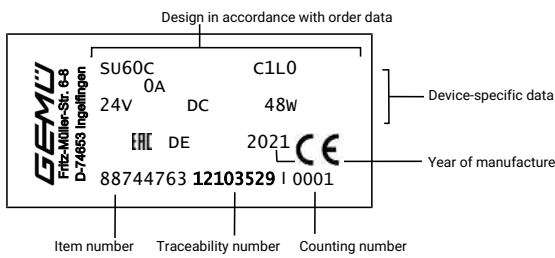 Design in accordance with order data
GEMÜ
Fritz-Müller-Str. 6-8
D-74653 Ingelfingen
SU60C C1L0
0A
24V DC 48W
Device-specific data
EAC DE 2021 CE
Year of manufacture
88744763 12103529 I 0001
Item number Traceability number Counting number